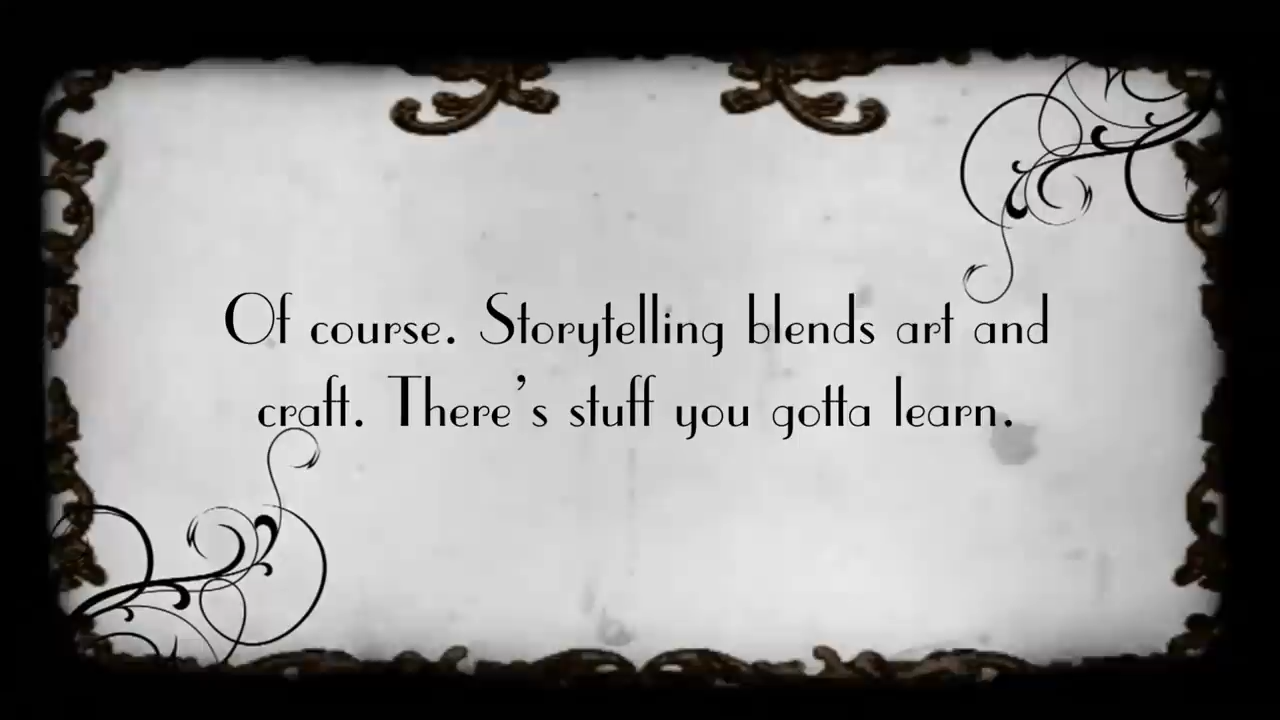 Of course. Storytelling blends art and
craft. There's stuff you gotta learn.